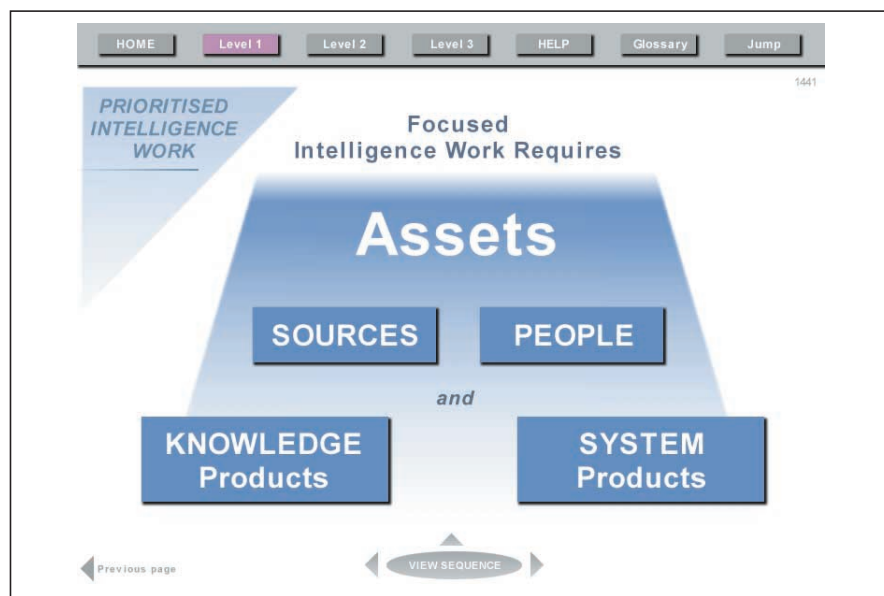 HOME Level 1 Level 2 Level 3 HELP Glossary Jump
1441
PRIORITISED
INTELLIGENCE
WORK
Focused
Intelligence Work Requires
Assets
SOURCES PEOPLE
and
KNOWLEDGE
Products
SYSTEM
Products
Previous page
VIEW SEQUENCE